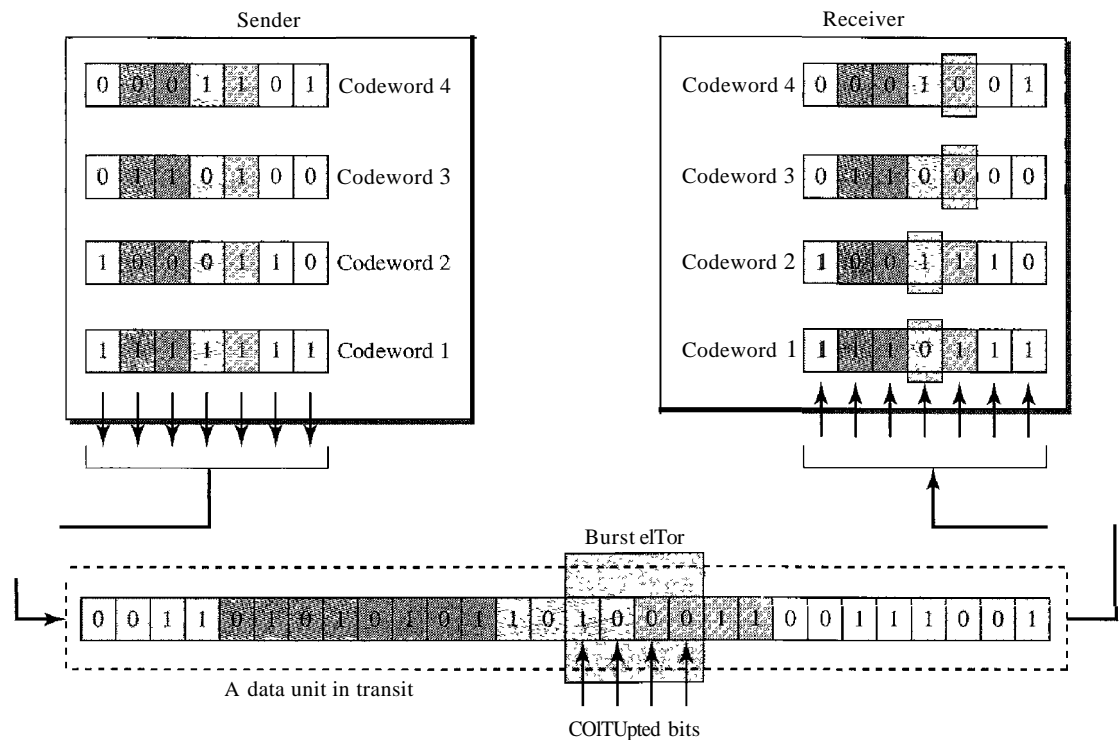 Sender
0 0 0 1 1 0 1 Codeword 4
0 1 1 0 1 0 0 Codeword 3
1 0 0 0 1 1 0 Codeword 2
1 1 1 1 1 1 1 Codeword 1
Receiver
Codeword 4 0 0 0 1 0 0 1
Codeword 3 0 1 1 0 0 0 0
Codeword 2 1 0 0 1 1 1 0
Codeword 1 1 1 1 0 1 1 1
Burst elTor
0 0 1 1 0 1 0 1 0 1 0 1 1 0 1 0 0 0 1 1 0 0 1 1 1 0 0 1
A data unit in transit
COITUpted bits